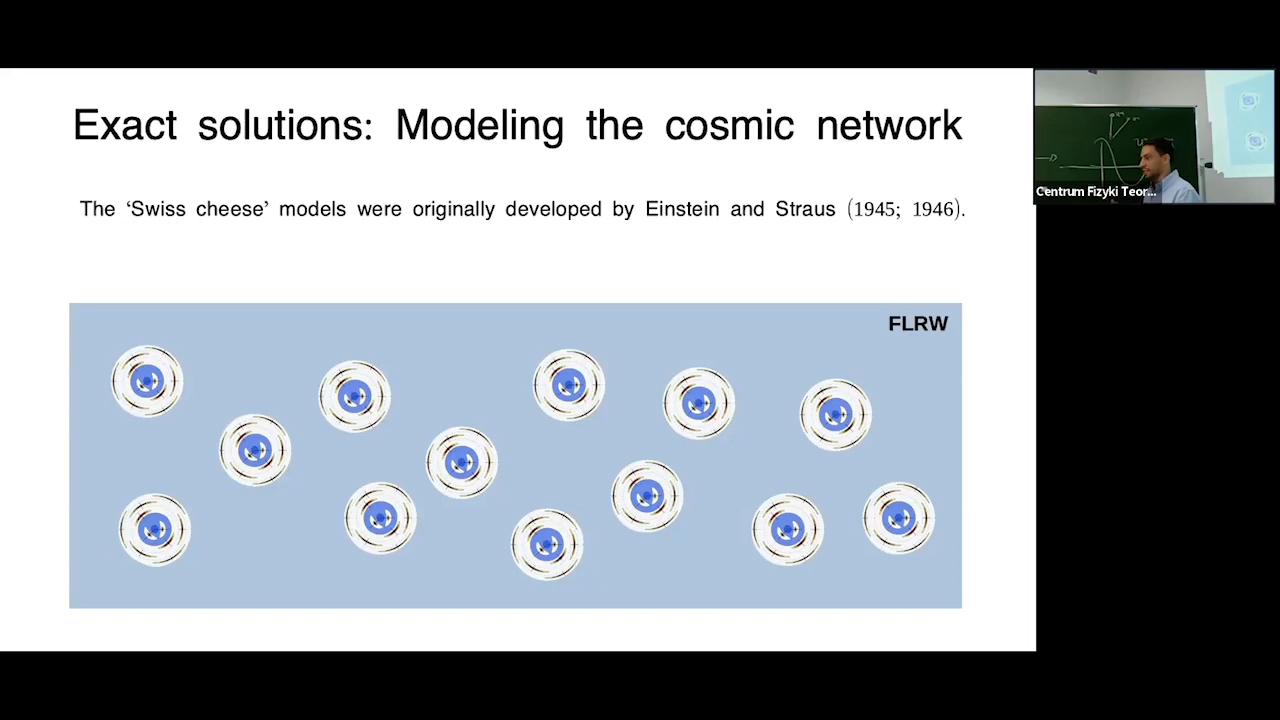 Exact solutions: Modeling the cosmic network
The ‘Swiss cheese’ models were originally developed by Einstein and Straus (1945; 1946).
FLRW
Centrum Fizyki Teor...